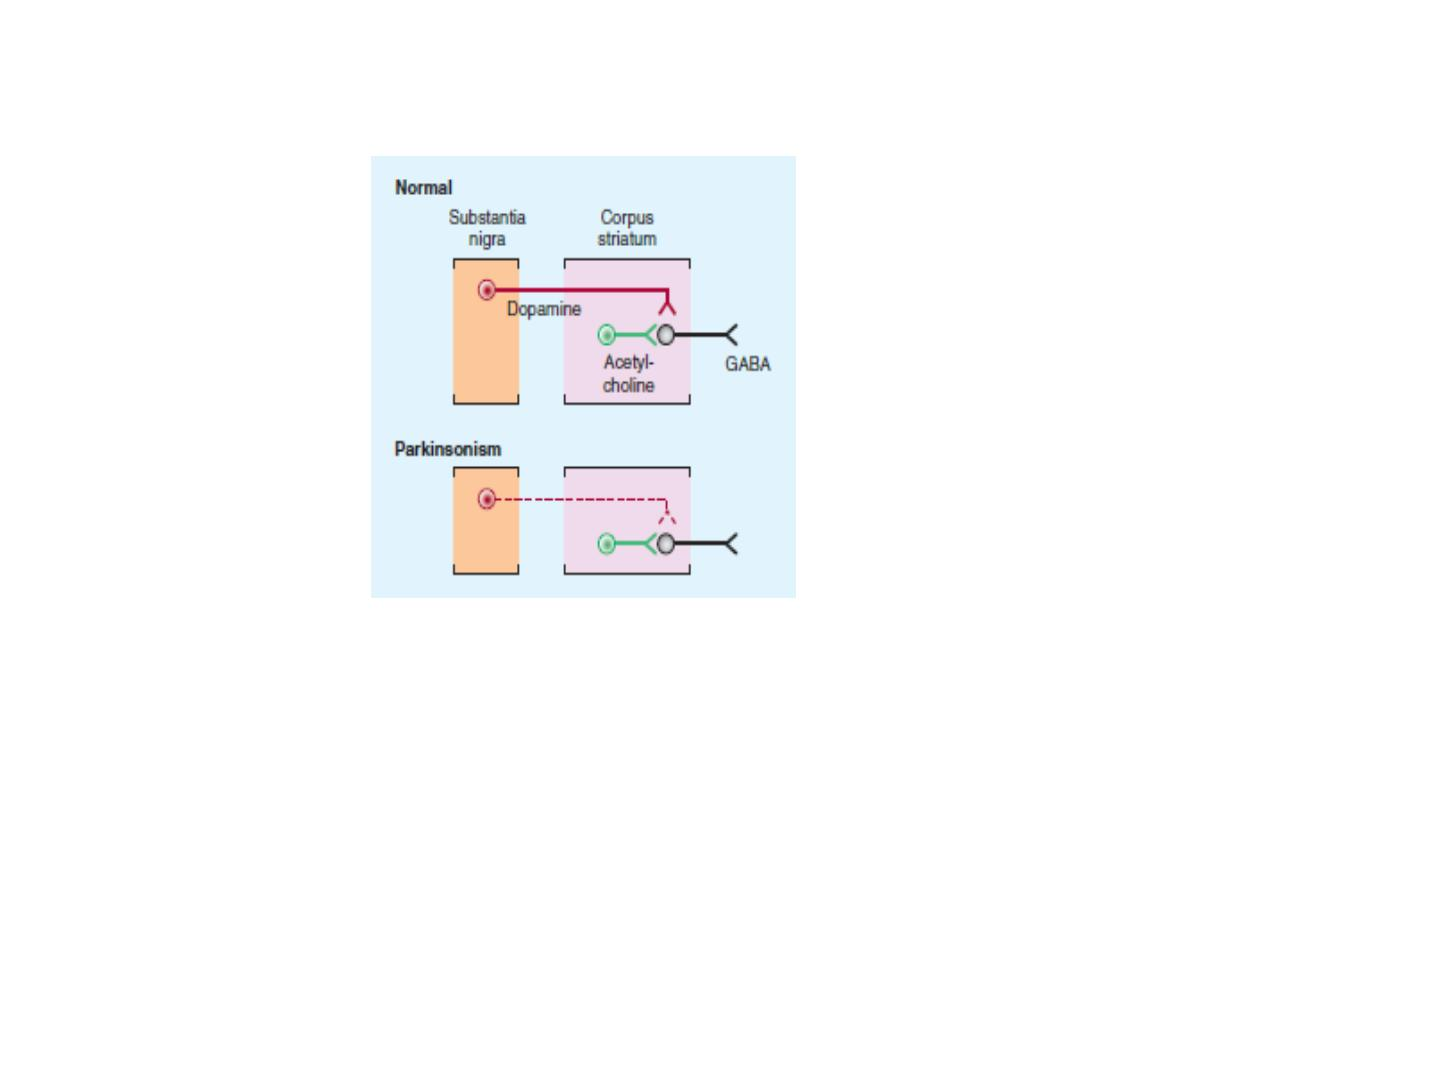 Normal
Substantia
nigra
Corpus
striatum
Dopamine
Acetyl-
choline
GABA
Parkinsonism